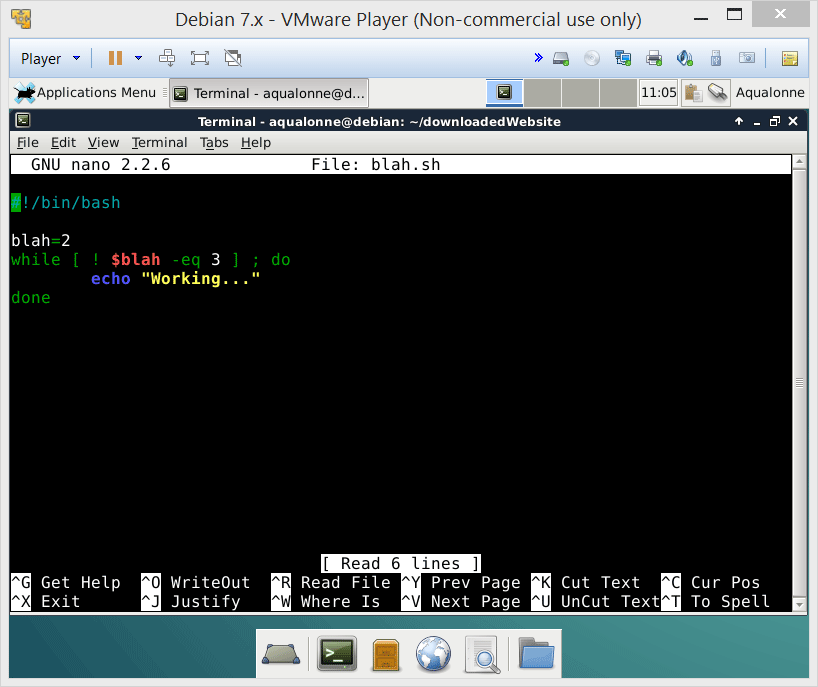 Debian 7.x - VMware Player (Non-commercial use only)
Player
Applications Menu Terminal - aqualonne@d... 11:05 Aqualonne
Terminal - aqualonne@debian: ~/downloadedWebsite
File Edit View Terminal Tabs Help
GNU nano 2.2.6 File: blah.sh
#!/bin/bash
blah=2
while [ ! $blah -eq 3 ] ; do
echo "Working..."
done
[ Read 6 lines ]
^G Get Help ^O WriteOut ^R Read File ^Y Prev Page ^K Cut Text ^C Cur Pos
^X Exit ^J Justify ^W Where Is ^V Next Page ^U UnCut Text ^T To Spell